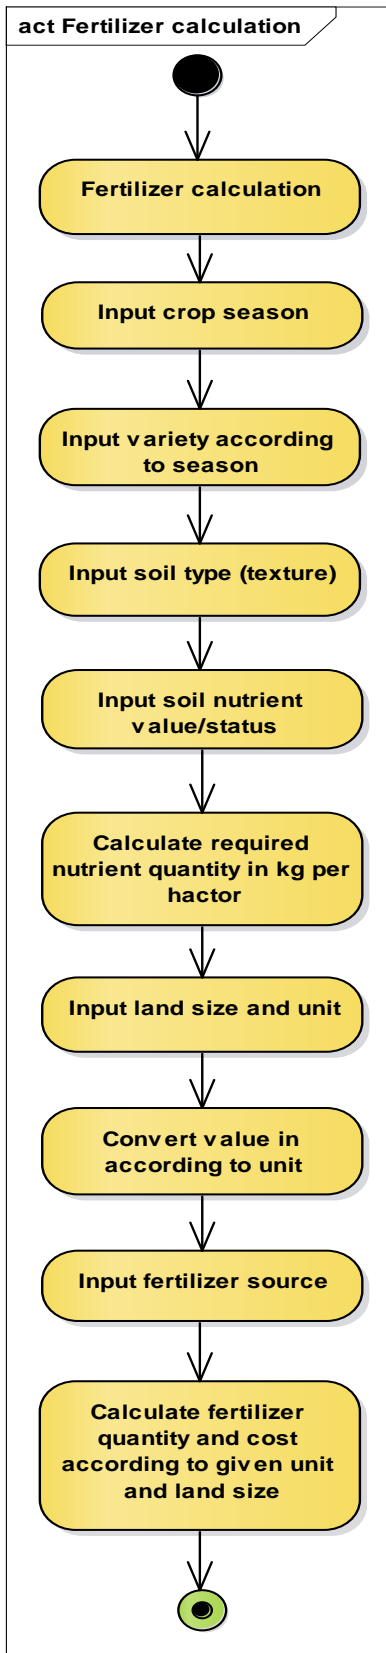 act Fertilizer calculation
Fertilizer calculation
Input crop season
Input variety according
to season
Input soil type (texture)
Input soil nutrient
value/status
Calculate required
nutrient quantity in kg per
hactor
Input land size and unit
Convert value in
according to unit
Input fertilizer source
Calculate fertilizer
quantity and cost
according to given unit
and land size